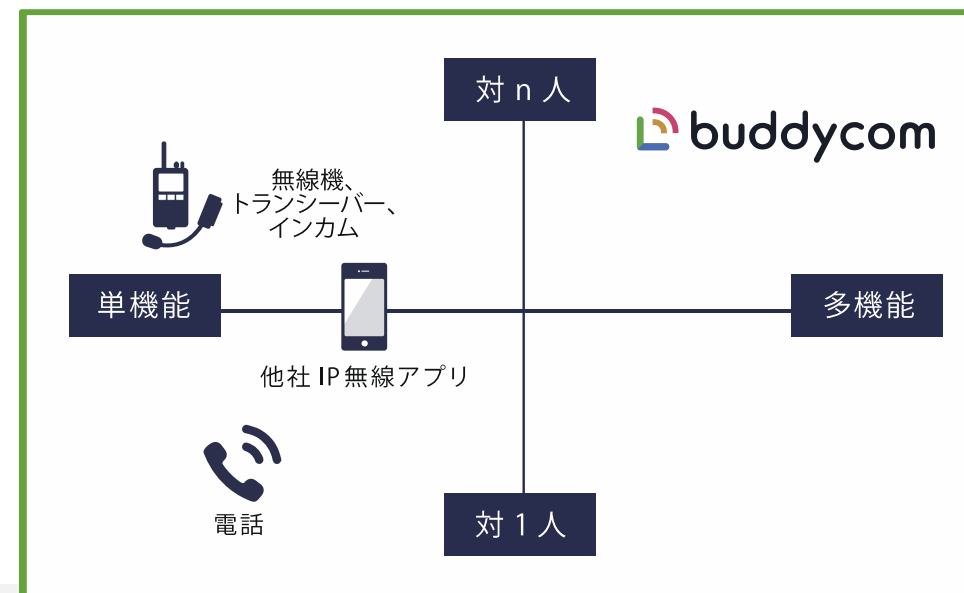 対 n 人
buddycom
無線機、
トランシーバー、
インカム
単機能
多機能
他社 IP 無線アプリ
電話
対 1 人